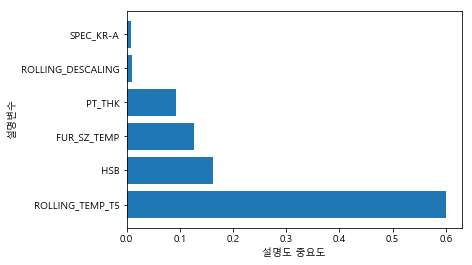 SPEC_KR-A
ROLLING_DESCALING
PT_THK
FUR_SZ_TEMP
HSB
ROLLING_TEMP_T5
설명변수
0.0 0.1 0.2 0.3 0.4 0.5 0.6
설명도 중요도